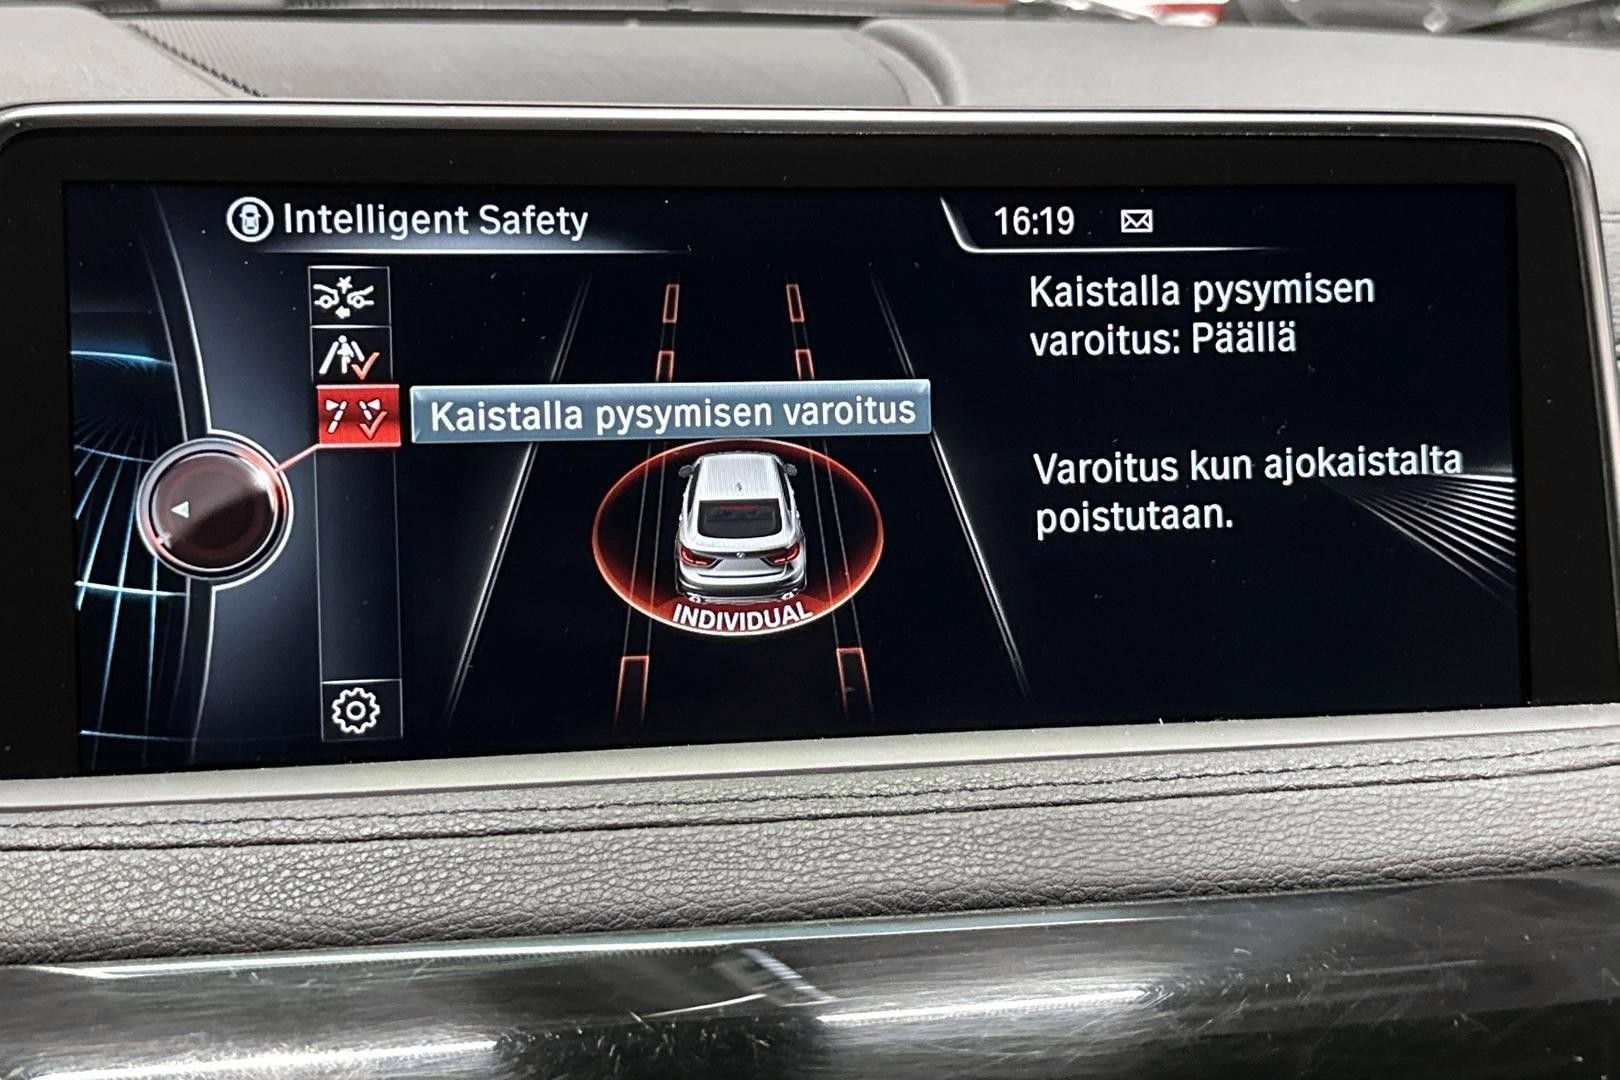 Intelligent Safety
16:19
Kaistalla pysymisen varoitus
INDIVIDUAL
Kaistalla pysymisen
varoitus: Päällä
Varoitus kun ajokaistalta
poistutaan.